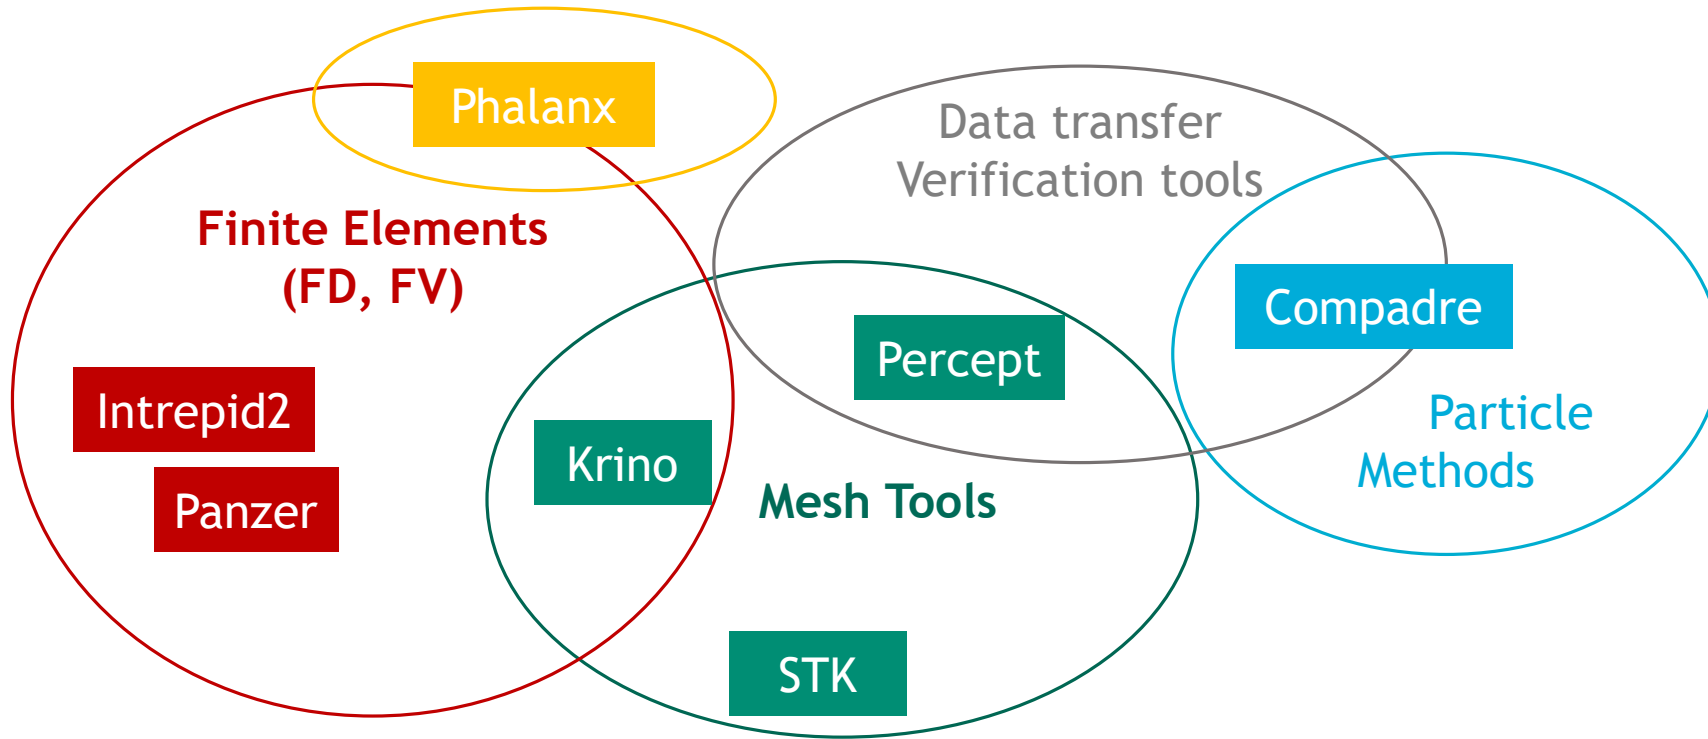 Phalanx
Data transfer
Verification tools
Finite Elements
(FD, FV)
Compadre
Percept
Intrepid2
Particle
Methods
Krino
Mesh Tools
Panzer
STK